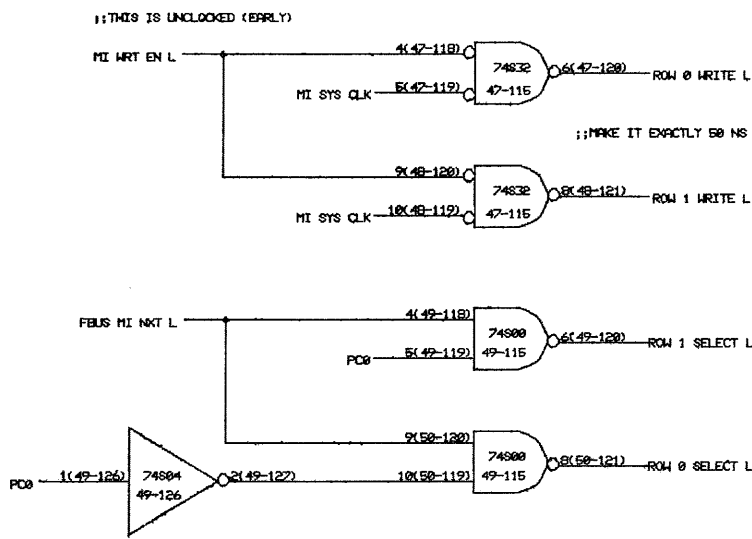 ;;THIS IS UNCLOCKED (EARLY)
MI WRT EN L
4(47-118)
74S32
6(47-120)
ROW 0 WRITE L
MI SYS CLK
5(47-119)
47-115
;;MAKE IT EXACTLY 50 NS
9(48-120)
74S32
8(48-121)
ROW 1 WRITE L
MI SYS CLK
10(48-119)
47-115
FBUS MI NXT L
4(49-118)
74S00
6(49-120)
ROW 1 SELECT L
PC0
5(49-119)
49-115
9(50-120)
74S00
8(50-121)
ROW 0 SELECT L
PC0
1(49-126)
74S04
49-126
2(49-127)
10(50-119)
49-115